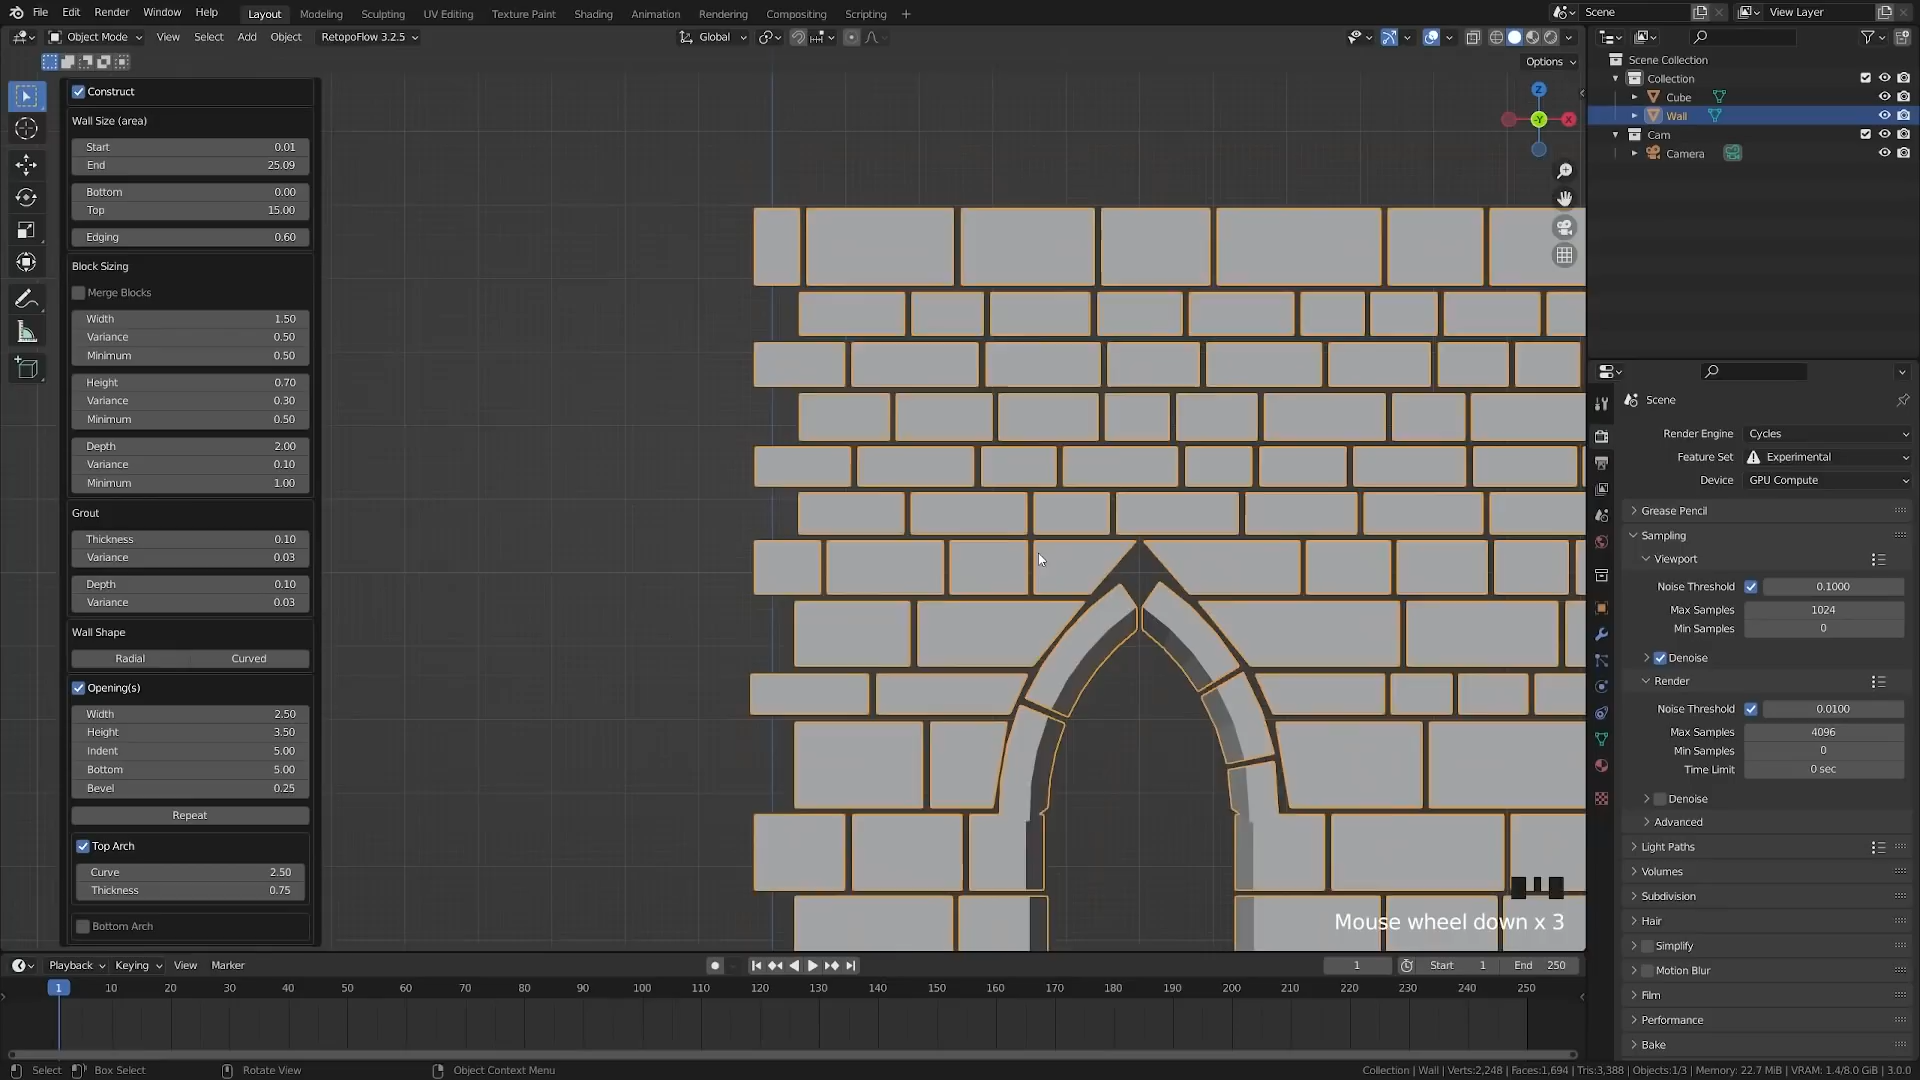 File Edit Render Window Help Layout Modeling Sculpting UV Editing Texture Paint Shading Animation Rendering Compositing Scripting + Scene View Layer
Object Mode View Select Add Object RetopoFlow 3.2.5 Global
Options
Construct
Wall Size (area)
Start 0.01
End 25.09
Bottom 0.00
Top 15.00
Edging 0.60
Block Sizing
Merge Blocks
Width 1.50
Variance 0.50
Minimum 0.50
Height 0.70
Variance 0.30
Minimum 0.50
Depth 2.00
Variance 0.10
Minimum 1.00
Grout
Thickness 0.10
Variance 0.03
Depth 0.10
Variance 0.03
Wall Shape
Radial Curved
Opening(s)
Width 2.50
Height 3.50
Indent 5.00
Bottom 5.00
Bevel 0.25
Repeat
Top Arch
Curve 2.50
Thickness 0.75
Bottom Arch
Z
-Y
X
Mouse wheel down x 3
Scene Collection
Collection
Cube
Wall
Cam
Camera
Scene
Render Engine Cycles
Feature Set Experimental
Device GPU Compute
Grease Pencil
Sampling
Viewport
Noise Threshold 0.1000
Max Samples 1024
Min Samples 0
Denoise
Render
Noise Threshold 0.0100
Max Samples 4096
Min Samples 0
Time Limit 0 sec
Denoise
Advanced
Light Paths
Volumes
Subdivision
Hair
Simplify
Motion Blur
Film
Performance
Bake
Playback Keying View Marker 1 Start 1 End 250
1 10 20 30 40 50 60 70 80 90 100 110 120 130 140 150 160 170 180 190 200 210 220 230 240 250
Select Box Select Rotate View Object Context Menu Collection | Wall | Verts:2,248 | Faces:1,694 | Tris:3,388 | Objects:1/3 | Memory: 22.7 MiB | VRAM: 1.4/8.0 GiB | 3.0.0